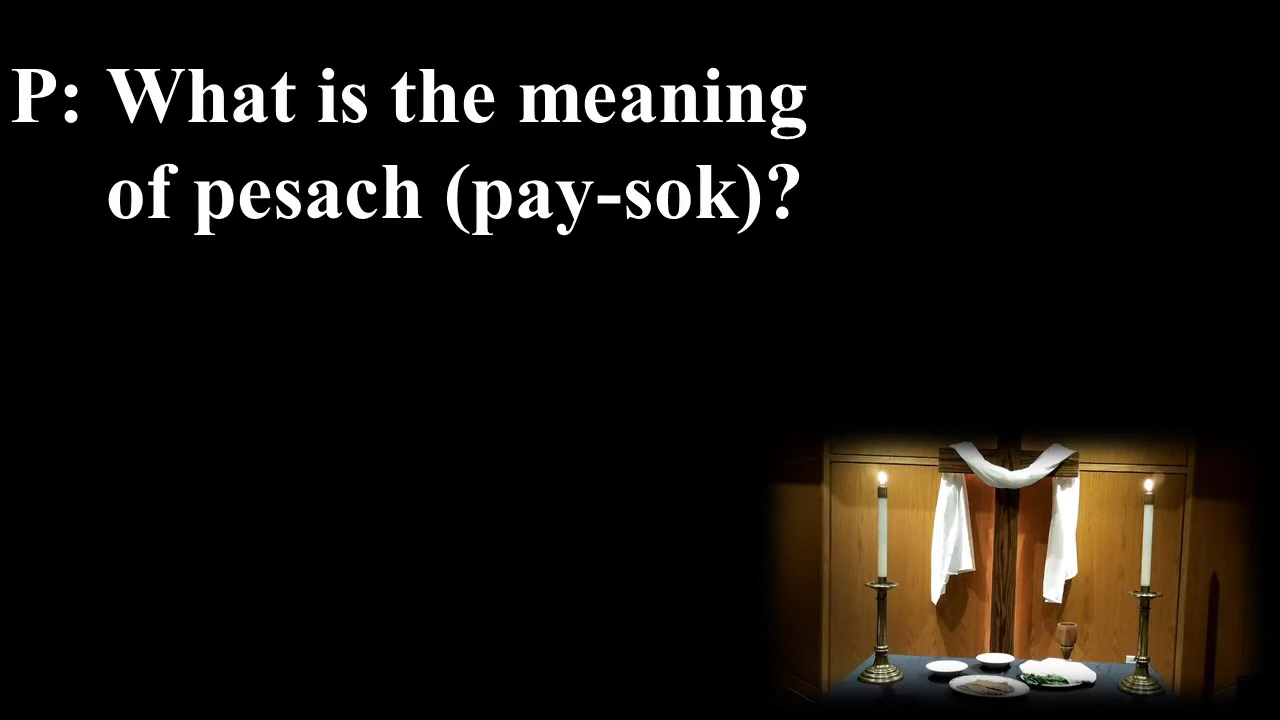 P: What is the meaning
of pesach (pay-sok)?